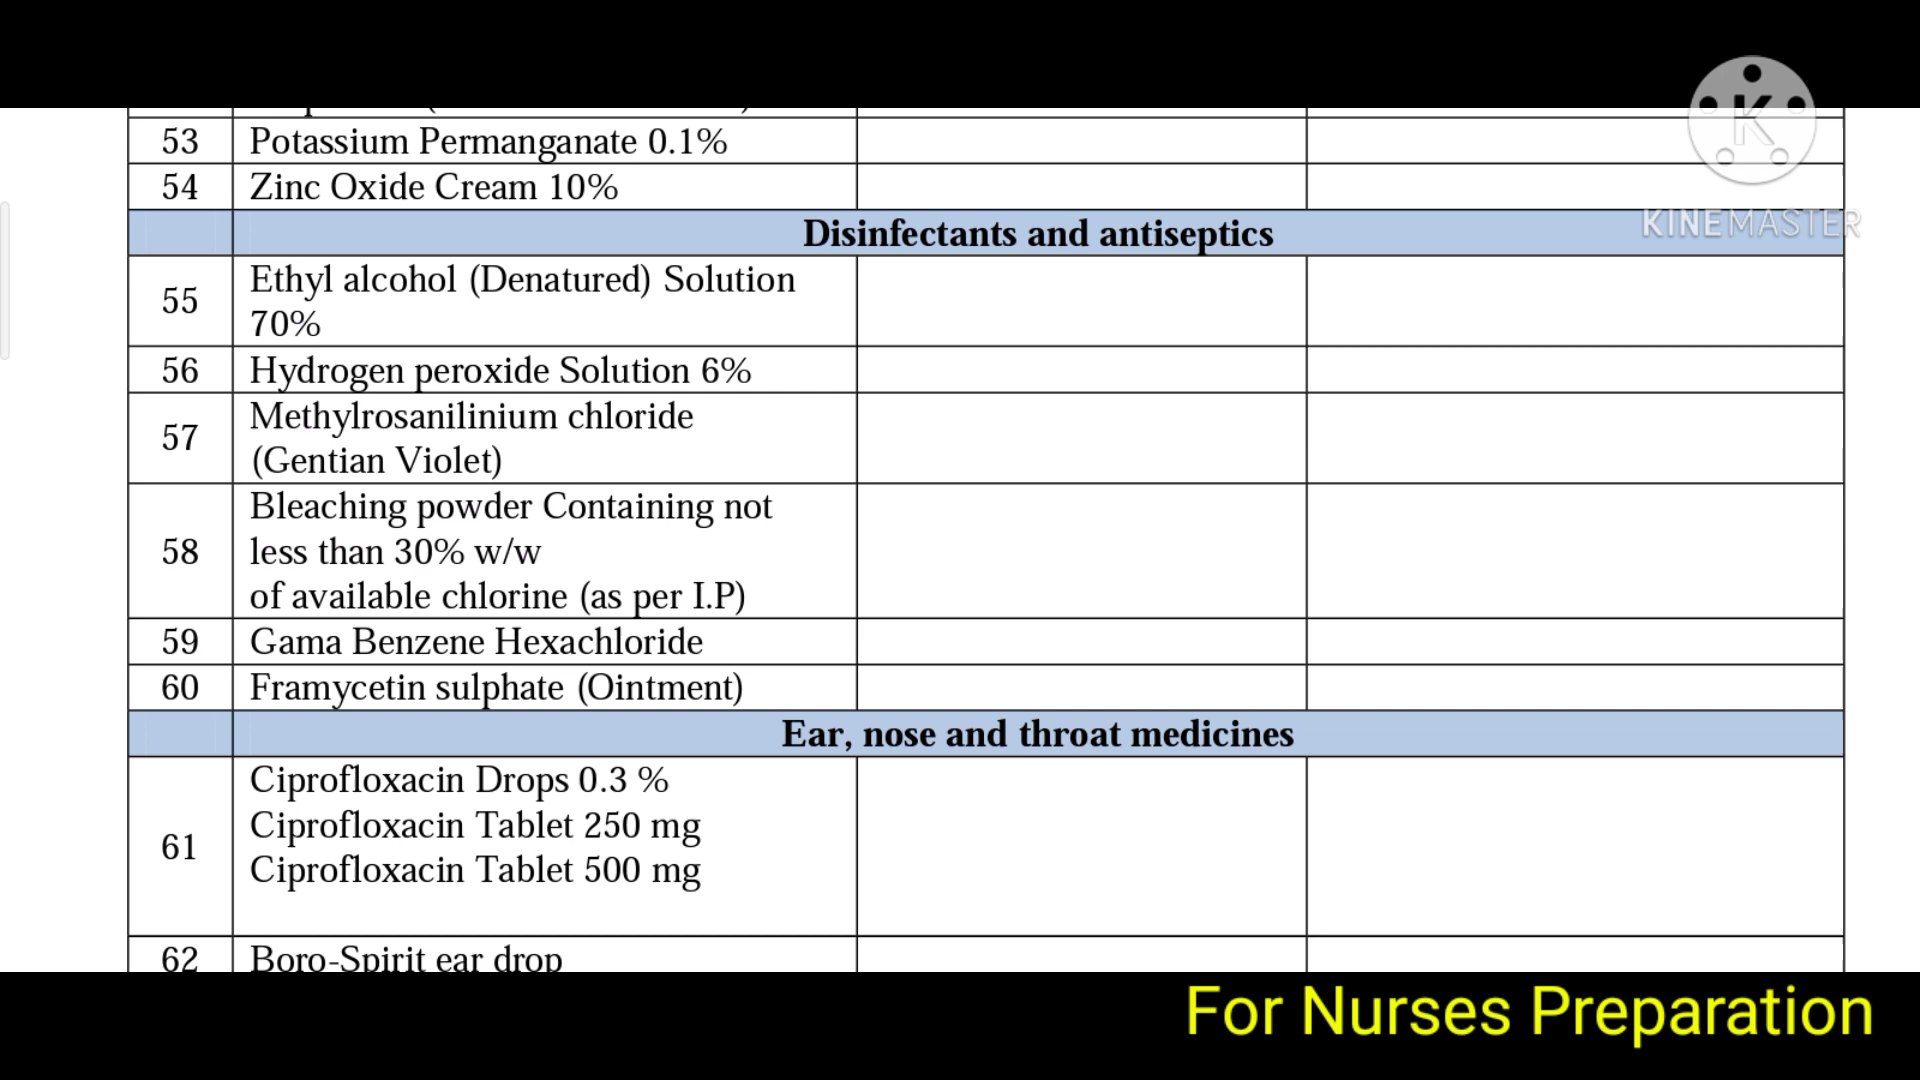 53 Potassium Permanganate 0.1%
54 Zinc Oxide Cream 10%
KINEMASTER
Disinfectants and antiseptics
55 Ethyl alcohol (Denatured) Solution
70%
56 Hydrogen peroxide Solution 6%
57 Methylrosanilinium chloride
(Gentian Violet)
58 Bleaching powder Containing not
less than 30% w/w
of available chlorine (as per I.P)
59 Gama Benzene Hexachloride
60 Framycetin sulphate (Ointment)
Ear, nose and throat medicines
61 Ciprofloxacin Drops 0.3 %
Ciprofloxacin Tablet 250 mg
Ciprofloxacin Tablet 500 mg
62 Boro-Spirit ear drop
For Nurses Preparation